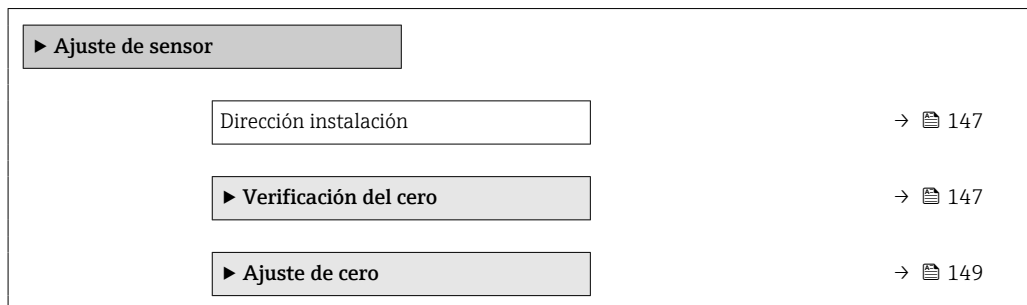 ▶ Ajuste de sensor
Dirección instalación → 147
▶ Verificación del cero → 147
▶ Ajuste de cero → 149